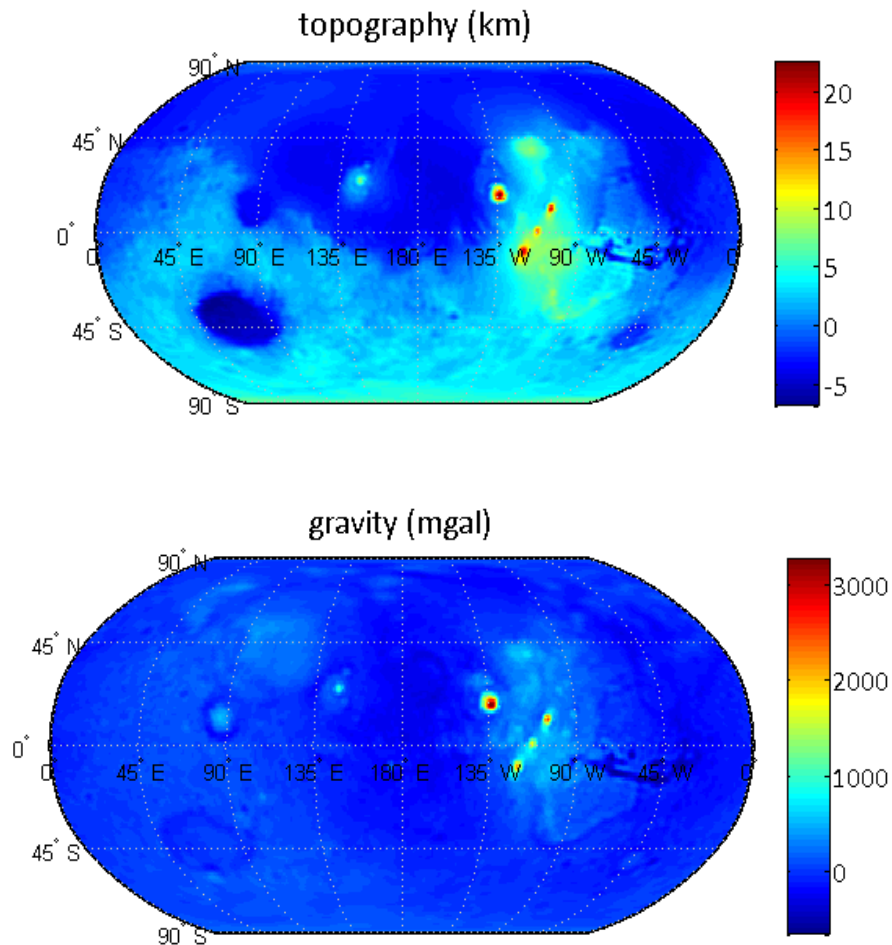 topography (km)
90° N
45° N
0°
0° 45° E 90° E 135° E 180° E 135° W 90° W 45° W 0°
45° S
90° S
20
15
10
5
0
-5
gravity (mgal)
90° N
45° N
0°
0° 45° E 90° E 135° E 180° E 135° W 90° W 45° W 0°
45° S
90° S
3000
2000
1000
0